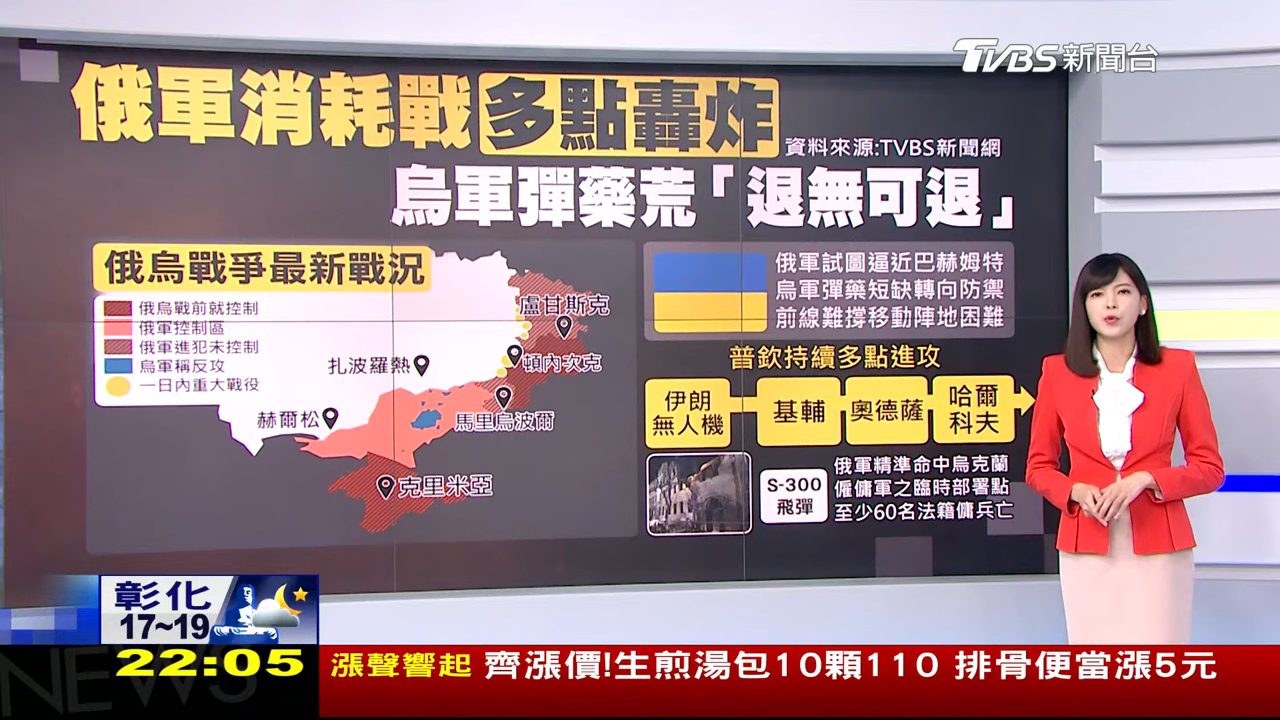 TVBS新聞台
俄軍消耗戰多點轟炸
資料來源:TVBS新聞網
烏軍彈藥荒「退無可退」
俄烏戰爭最新戰況
俄烏戰前就控制
俄軍控制區
俄軍進犯未控制
烏軍稱反攻
一日內重大戰役
盧甘斯克
頓內次克
扎波羅熱
馬里烏波爾
赫爾松
克里米亞
俄軍試圖逼近巴赫姆特
烏軍彈藥短缺轉向防禦
前線難撐移動陣地困難
普欽持續多點進攻
伊朗
無人機
基輔
奧德薩
哈爾
科夫
S-300
飛彈
俄軍精準命中烏克蘭
僱傭軍之臨時部署點
至少60名法籍傭兵亡
彰化
17~19
22:05
NEWS
漲聲響起 齊漲價!生煎湯包10顆110 排骨便當漲5元